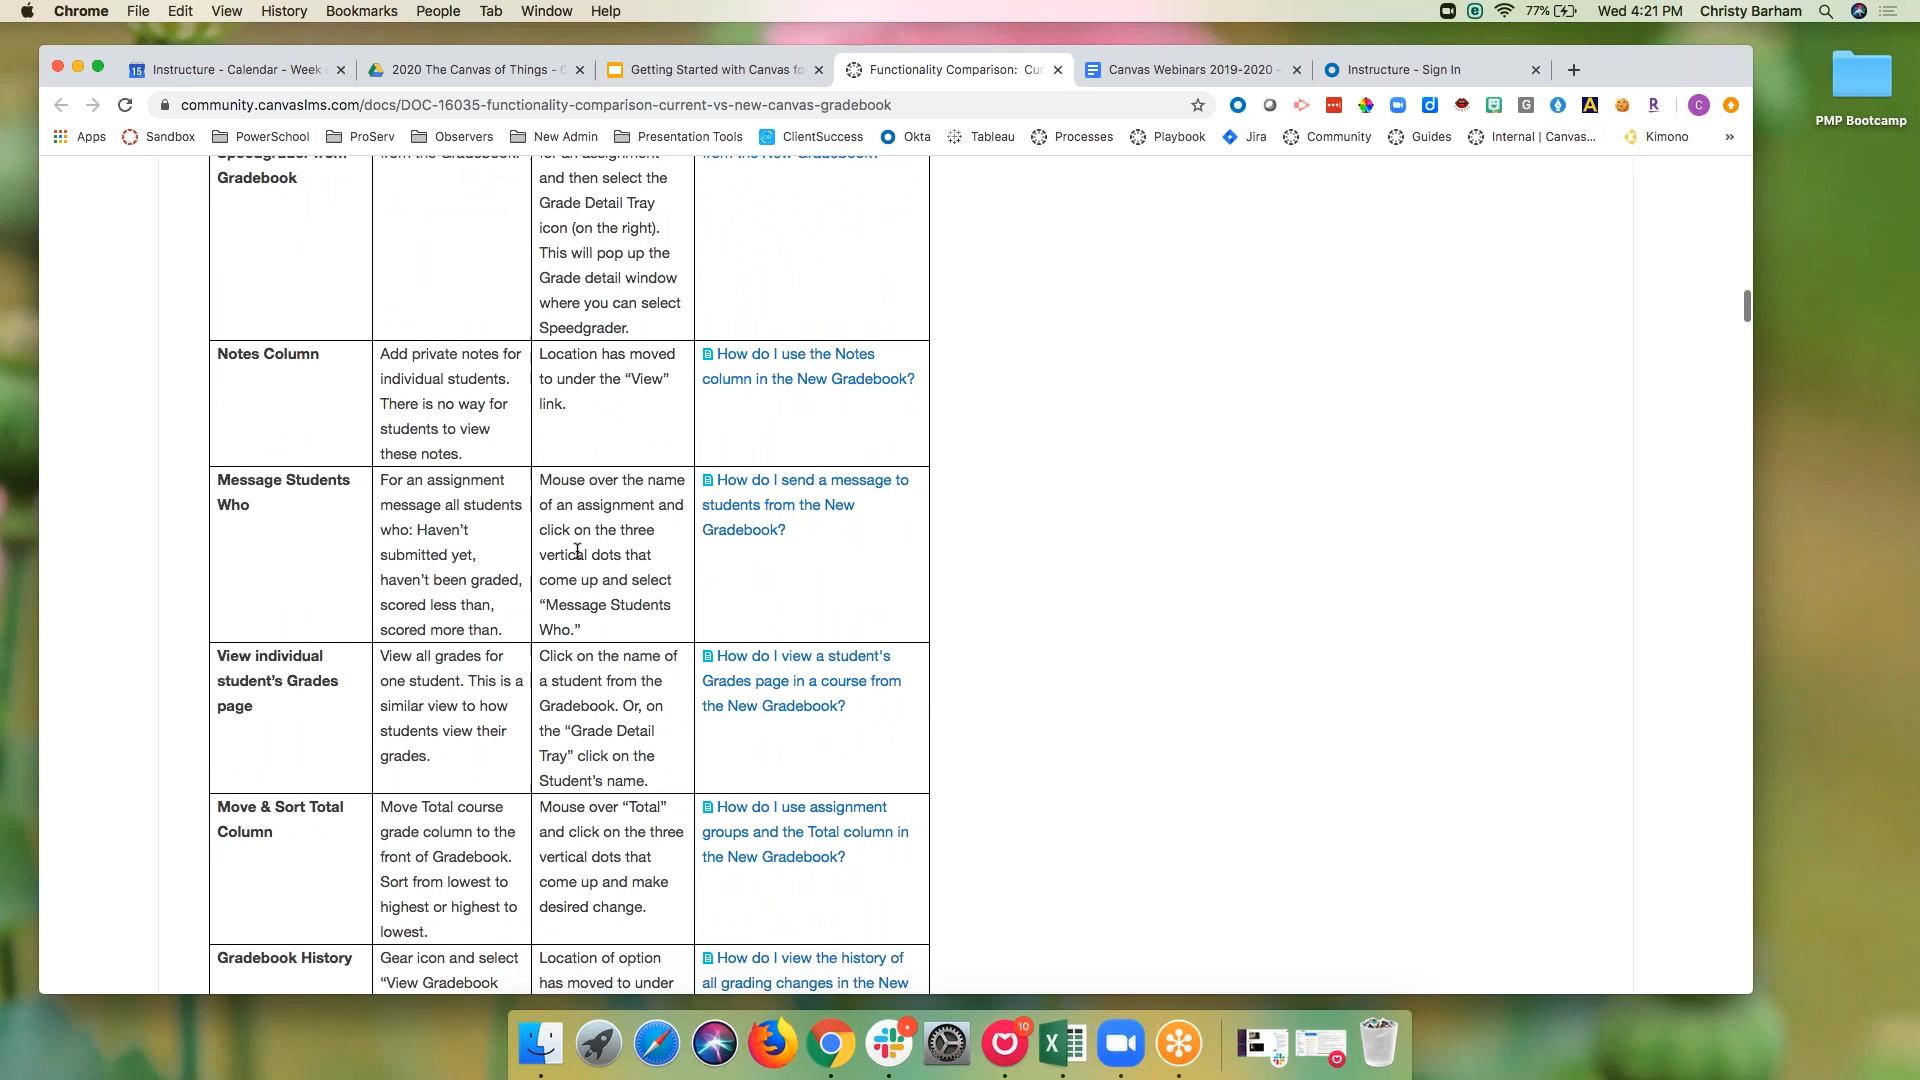 Chrome File Edit View History Bookmarks People Tab Window Help
77% Wed 4:21 PM Christy Barham
15 Instructure - Calendar - Week
2020 The Canvas of Things -
Getting Started with Canvas fo
Functionality Comparison: Cur
Canvas Webinars 2019-2020 -
Instructure - Sign In
community.canvaslms.com/docs/DOC-16035-functionality-comparison-current-vs-new-canvas-gradebook
Apps Sandbox PowerSchool ProServ Observers New Admin Presentation Tools ClientSuccess Okta Tableau Processes Playbook Jira Community Guides Internal | Canvas... Kimono »
PMP Bootcamp
Speedgrader from
Gradebook
from the Gradebook.
for an assignment
and then select the
Grade Detail Tray
icon (on the right).
This will pop up the
Grade detail window
where you can select
Speedgrader.
from the New Gradebook?
Notes Column
Add private notes for
individual students.
There is no way for
students to view
these notes.
Location has moved
to under the “View”
link.
How do I use the Notes
column in the New Gradebook?
Message Students
Who
For an assignment
message all students
who: Haven’t
submitted yet,
haven’t been graded,
scored less than,
scored more than.
Mouse over the name
of an assignment and
click on the three
vertical dots that
come up and select
“Message Students
Who.”
How do I send a message to
students from the New
Gradebook?
View individual
student’s Grades
page
View all grades for
one student. This is a
similar view to how
students view their
grades.
Click on the name of
a student from the
Gradebook. Or, on
the “Grade Detail
Tray” click on the
Student’s name.
How do I view a student's
Grades page in a course from
the New Gradebook?
Move & Sort Total
Column
Move Total course
grade column to the
front of Gradebook.
Sort from lowest to
highest or highest to
lowest.
Mouse over “Total”
and click on the three
vertical dots that
come up and make
desired change.
How do I use assignment
groups and the Total column in
the New Gradebook?
Gradebook History
Gear icon and select
“View Gradebook
Location of option
has moved to under
How do I view the history of
all grading changes in the New
10